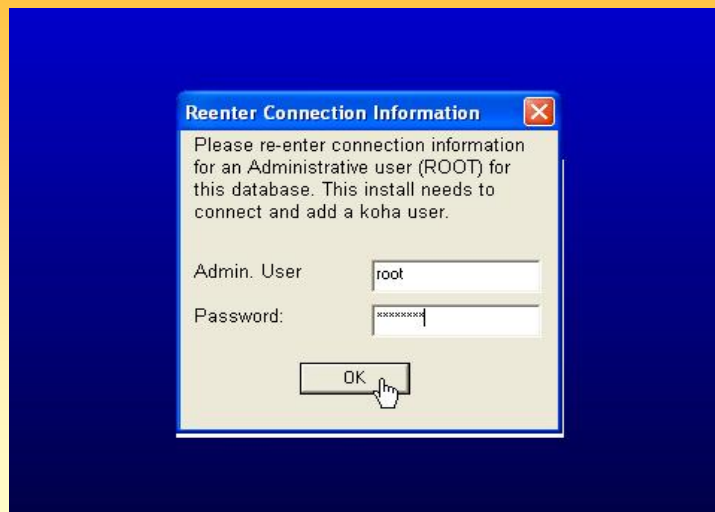 Reenter Connection Information
Please re-enter connection information
for an Administrative user (ROOT) for
this database. This install needs to
connect and add a koha user.
Admin. User
root
Password:
********
OK